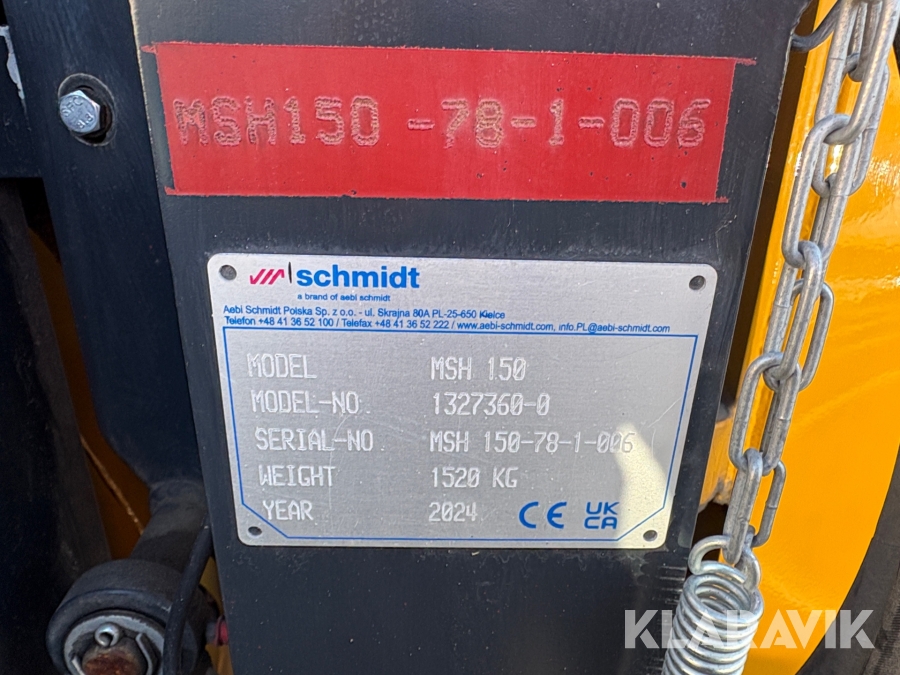 MSH150 -78-1-006
schmidt
a brand of aebi schmidt
Aebi Schmidt Polska Sp. z o.o. - ul. Skrajna 80A PL-25-650 Kielce
Telefon +48 41 36 52 100 / Telefax +48 41 36 52 222 / www.aebi-schmidt.com, info.PL@aebi-schmidt.com
MODEL MSH 150
MODEL-NO. 1327360-0
SERIAL-NO MSH 150-78-1-006
WEIGHT 1520 KG
YEAR 2024 CE UK CA
KLARAVIK